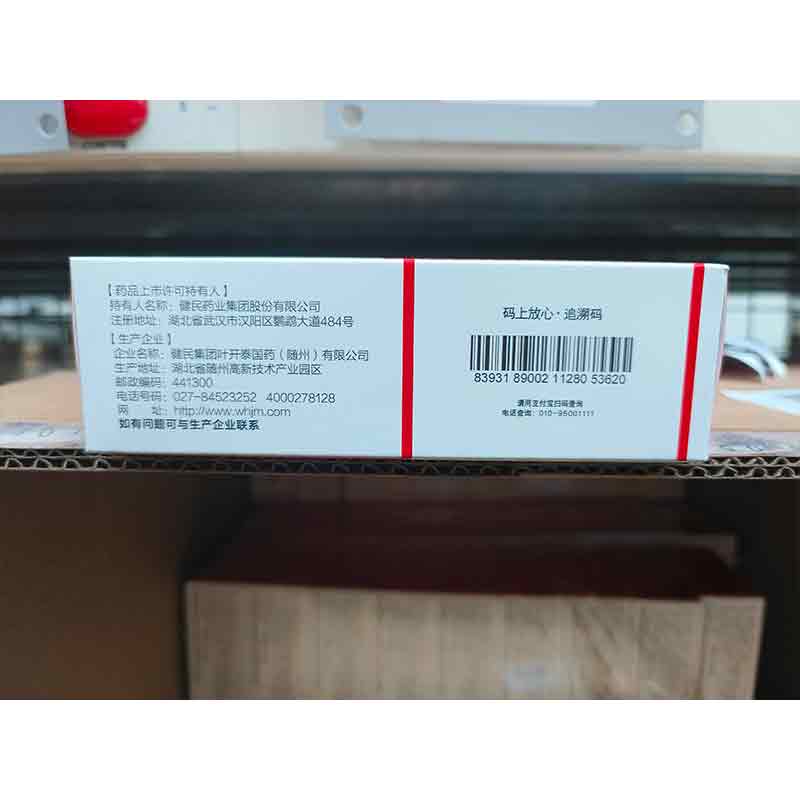 【药品上市许可持有人】
持有人名称：健民药业集团股份有限公司
注册地址：湖北省武汉市汉阳区鹦鹉大道484号
【生产企业】
企业名称：健民集团叶开泰国药（随州）有限公司
生产地址：湖北省随州高新技术产业园区
邮政编码：441300
电话号码：027-84523252 4000278128
网　　址：http://www.whjm.com
如有问题可与生产企业联系
码上放心·追溯码
83931 89002 11280 53620
请用支付宝扫码查询
电话查询：010-95001111